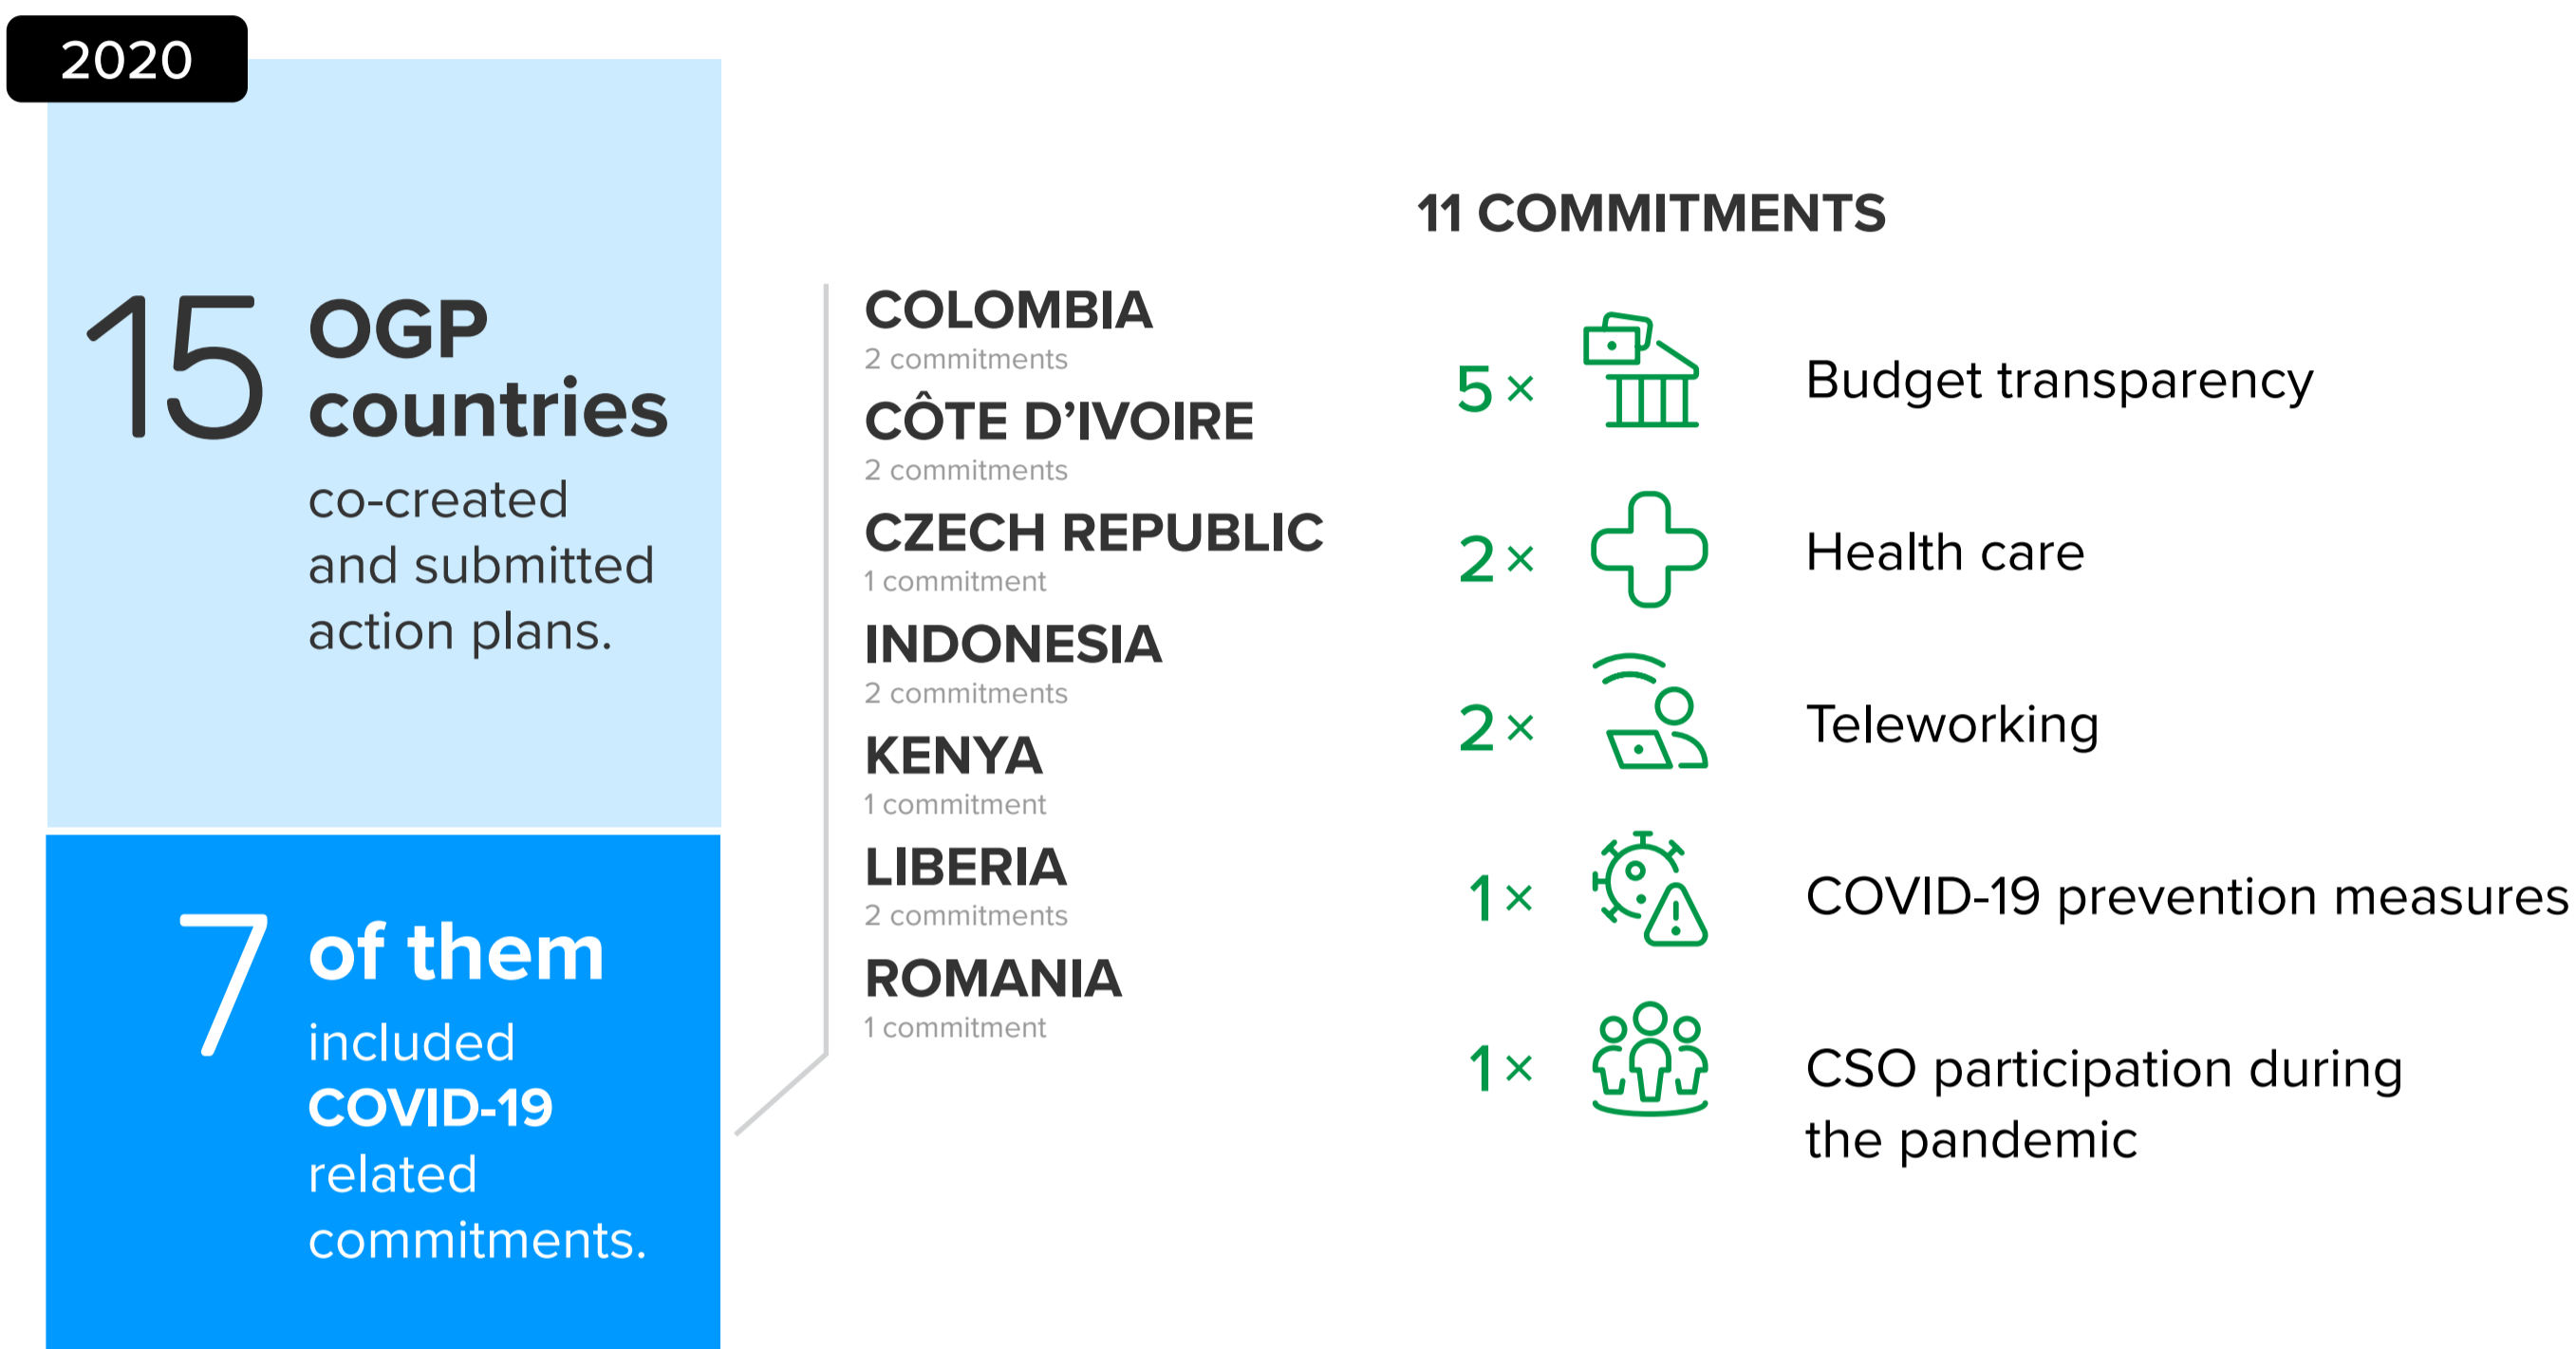 2020
15 OGP
countries
co-created
and submitted
action plans.
7 of them
included
COVID-19
related
commitments.
COLOMBIA
2 commitments
CÔTE D’IVOIRE
2 commitments
CZECH REPUBLIC
1 commitment
INDONESIA
2 commitments
KENYA
1 commitment
LIBERIA
2 commitments
ROMANIA
1 commitment
11 COMMITMENTS
5 × Budget transparency
2 × Health care
2 × Teleworking
1 × COVID-19 prevention measures
1 × CSO participation during
the pandemic